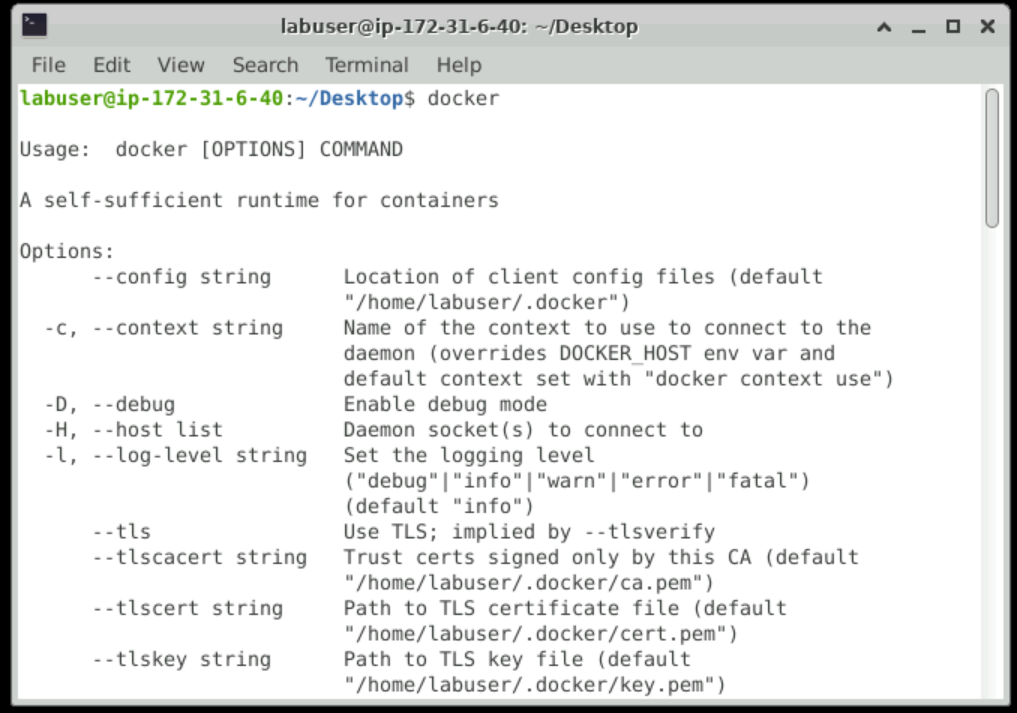 labuser@ip-172-31-6-40: ~/Desktop
File Edit View Search Terminal Help
labuser@ip-172-31-6-40:~/Desktop$ docker
Usage:  docker [OPTIONS] COMMAND
A self-sufficient runtime for containers
Options:
      --config string      Location of client config files (default
                           "/home/labuser/.docker")
  -c, --context string     Name of the context to use to connect to the
                           daemon (overrides DOCKER_HOST env var and
                           default context set with "docker context use")
  -D, --debug              Enable debug mode
  -H, --host list          Daemon socket(s) to connect to
  -l, --log-level string   Set the logging level
                           ("debug"|"info"|"warn"|"error"|"fatal")
                           (default "info")
      --tls                Use TLS; implied by --tlsverify
      --tlscacert string   Trust certs signed only by this CA (default
                           "/home/labuser/.docker/ca.pem")
      --tlscert string     Path to TLS certificate file (default
                           "/home/labuser/.docker/cert.pem")
      --tlskey string      Path to TLS key file (default
                           "/home/labuser/.docker/key.pem")